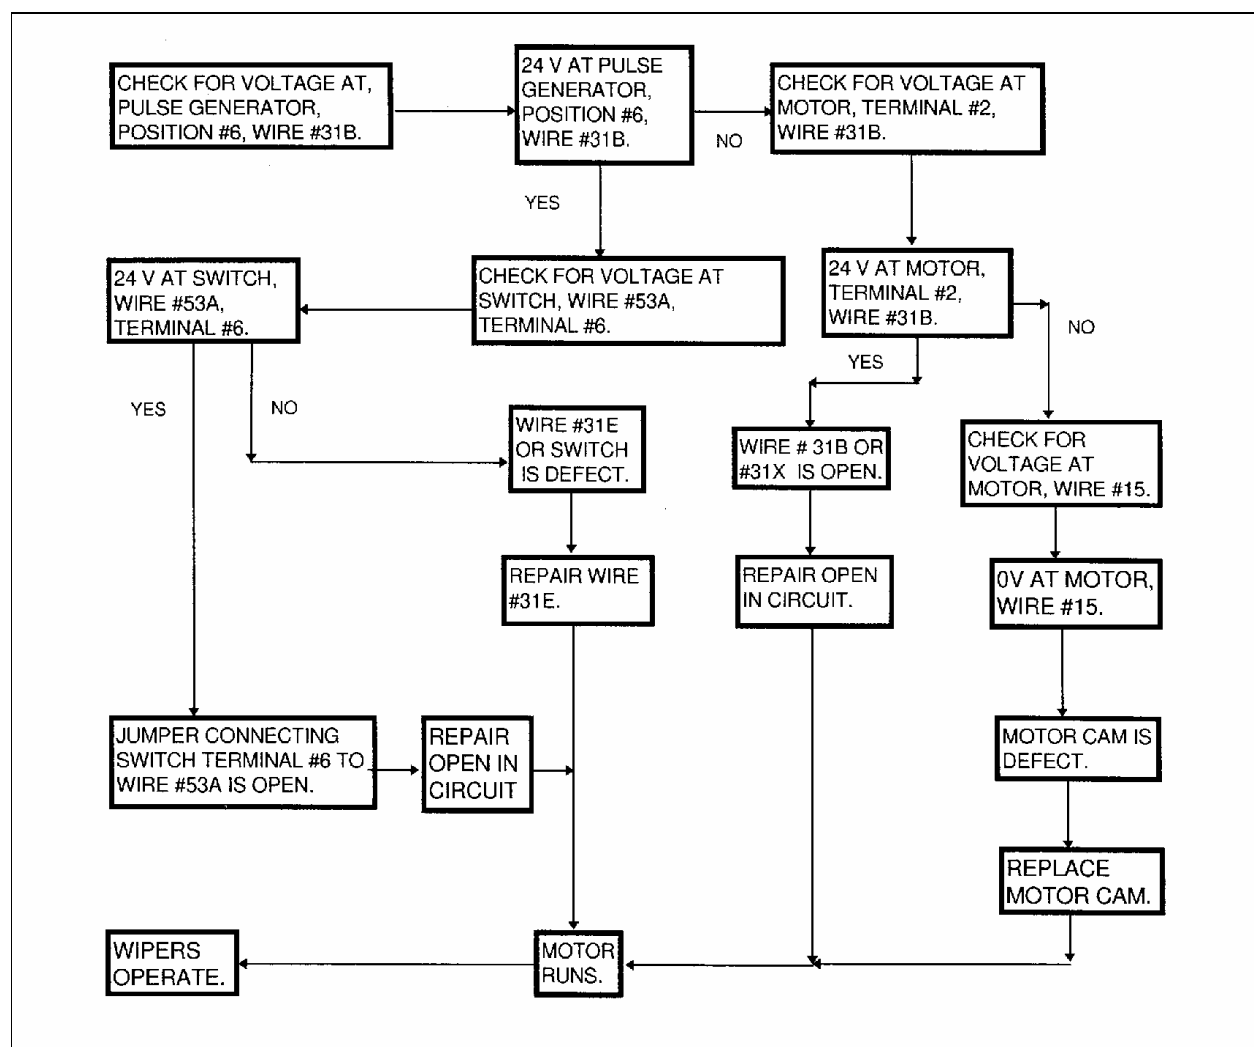 CHECK FOR VOLTAGE AT,
PULSE GENERATOR,
POSITION #6, WIRE #31B.
24 V AT PULSE
GENERATOR,
POSITION #6,
WIRE #31B.
NO
CHECK FOR VOLTAGE AT
MOTOR, TERMINAL #2,
WIRE #31B.
YES
24 V AT SWITCH,
WIRE #53A,
TERMINAL #6.
CHECK FOR VOLTAGE AT
SWITCH, WIRE #53A,
TERMINAL #6.
24 V AT MOTOR,
TERMINAL #2,
WIRE #31B.
NO
YES
YES
NO
WIRE #31E
OR SWITCH
IS DEFECT.
WIRE # 31B OR
#31X IS OPEN.
CHECK FOR
VOLTAGE AT
MOTOR, WIRE #15.
REPAIR WIRE
#31E.
REPAIR OPEN
IN CIRCUIT.
0V AT MOTOR,
WIRE #15.
JUMPER CONNECTING
SWITCH TERMINAL #6 TO
WIRE #53A IS OPEN.
REPAIR
OPEN IN
CIRCUIT
MOTOR CAM IS
DEFECT.
REPLACE
MOTOR CAM.
WIPERS
OPERATE.
MOTOR
RUNS.